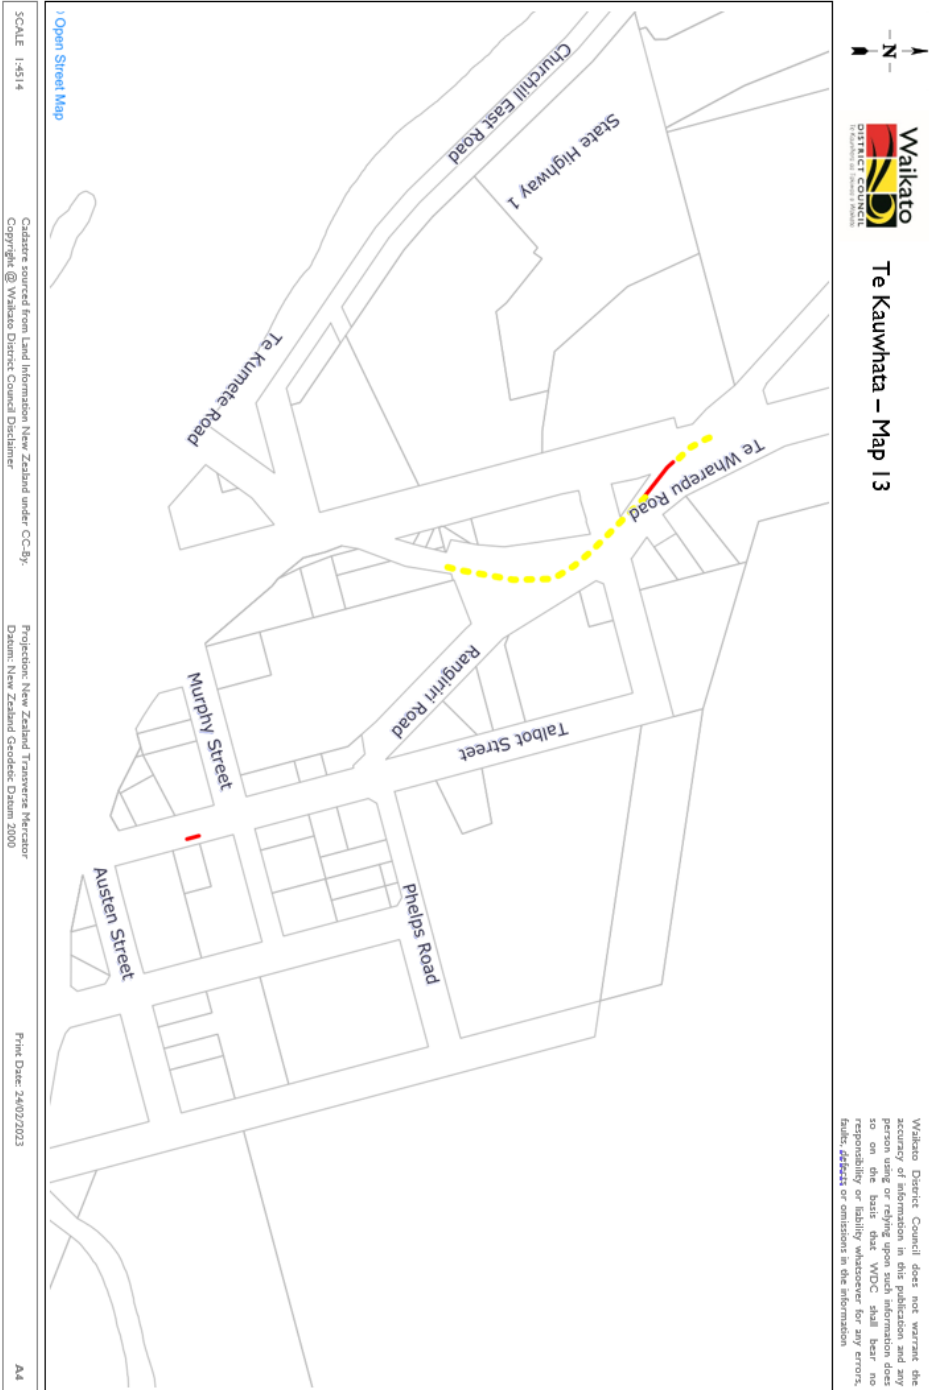 N
Waikato
DISTRICT COUNCIL
Te Kauwhata – Map 13
Waikato District Council does not warrant the
accuracy of information in this publication and any
person using or relying upon such information does
so on the basis that WDC shall bear no
responsibility or liability whatsoever for any errors,
faults, defects or omissions in the information
Churchill East Road
State Highway 1
Te Kumete Road
Te Wharepu Road
Rangiriri Road
Talbot Street
Murphy Street
Phelps Road
Austen Street
Open Street Map
SCALE 1:4514
Cadastre sourced from Land Information New Zealand under CC-By.
Copyright @ Waikato District Council Disclaimer
Projection: New Zealand Transverse Mercator
Datum: New Zealand Geodetic Datum 2000
Print Date: 24/02/2023
A4